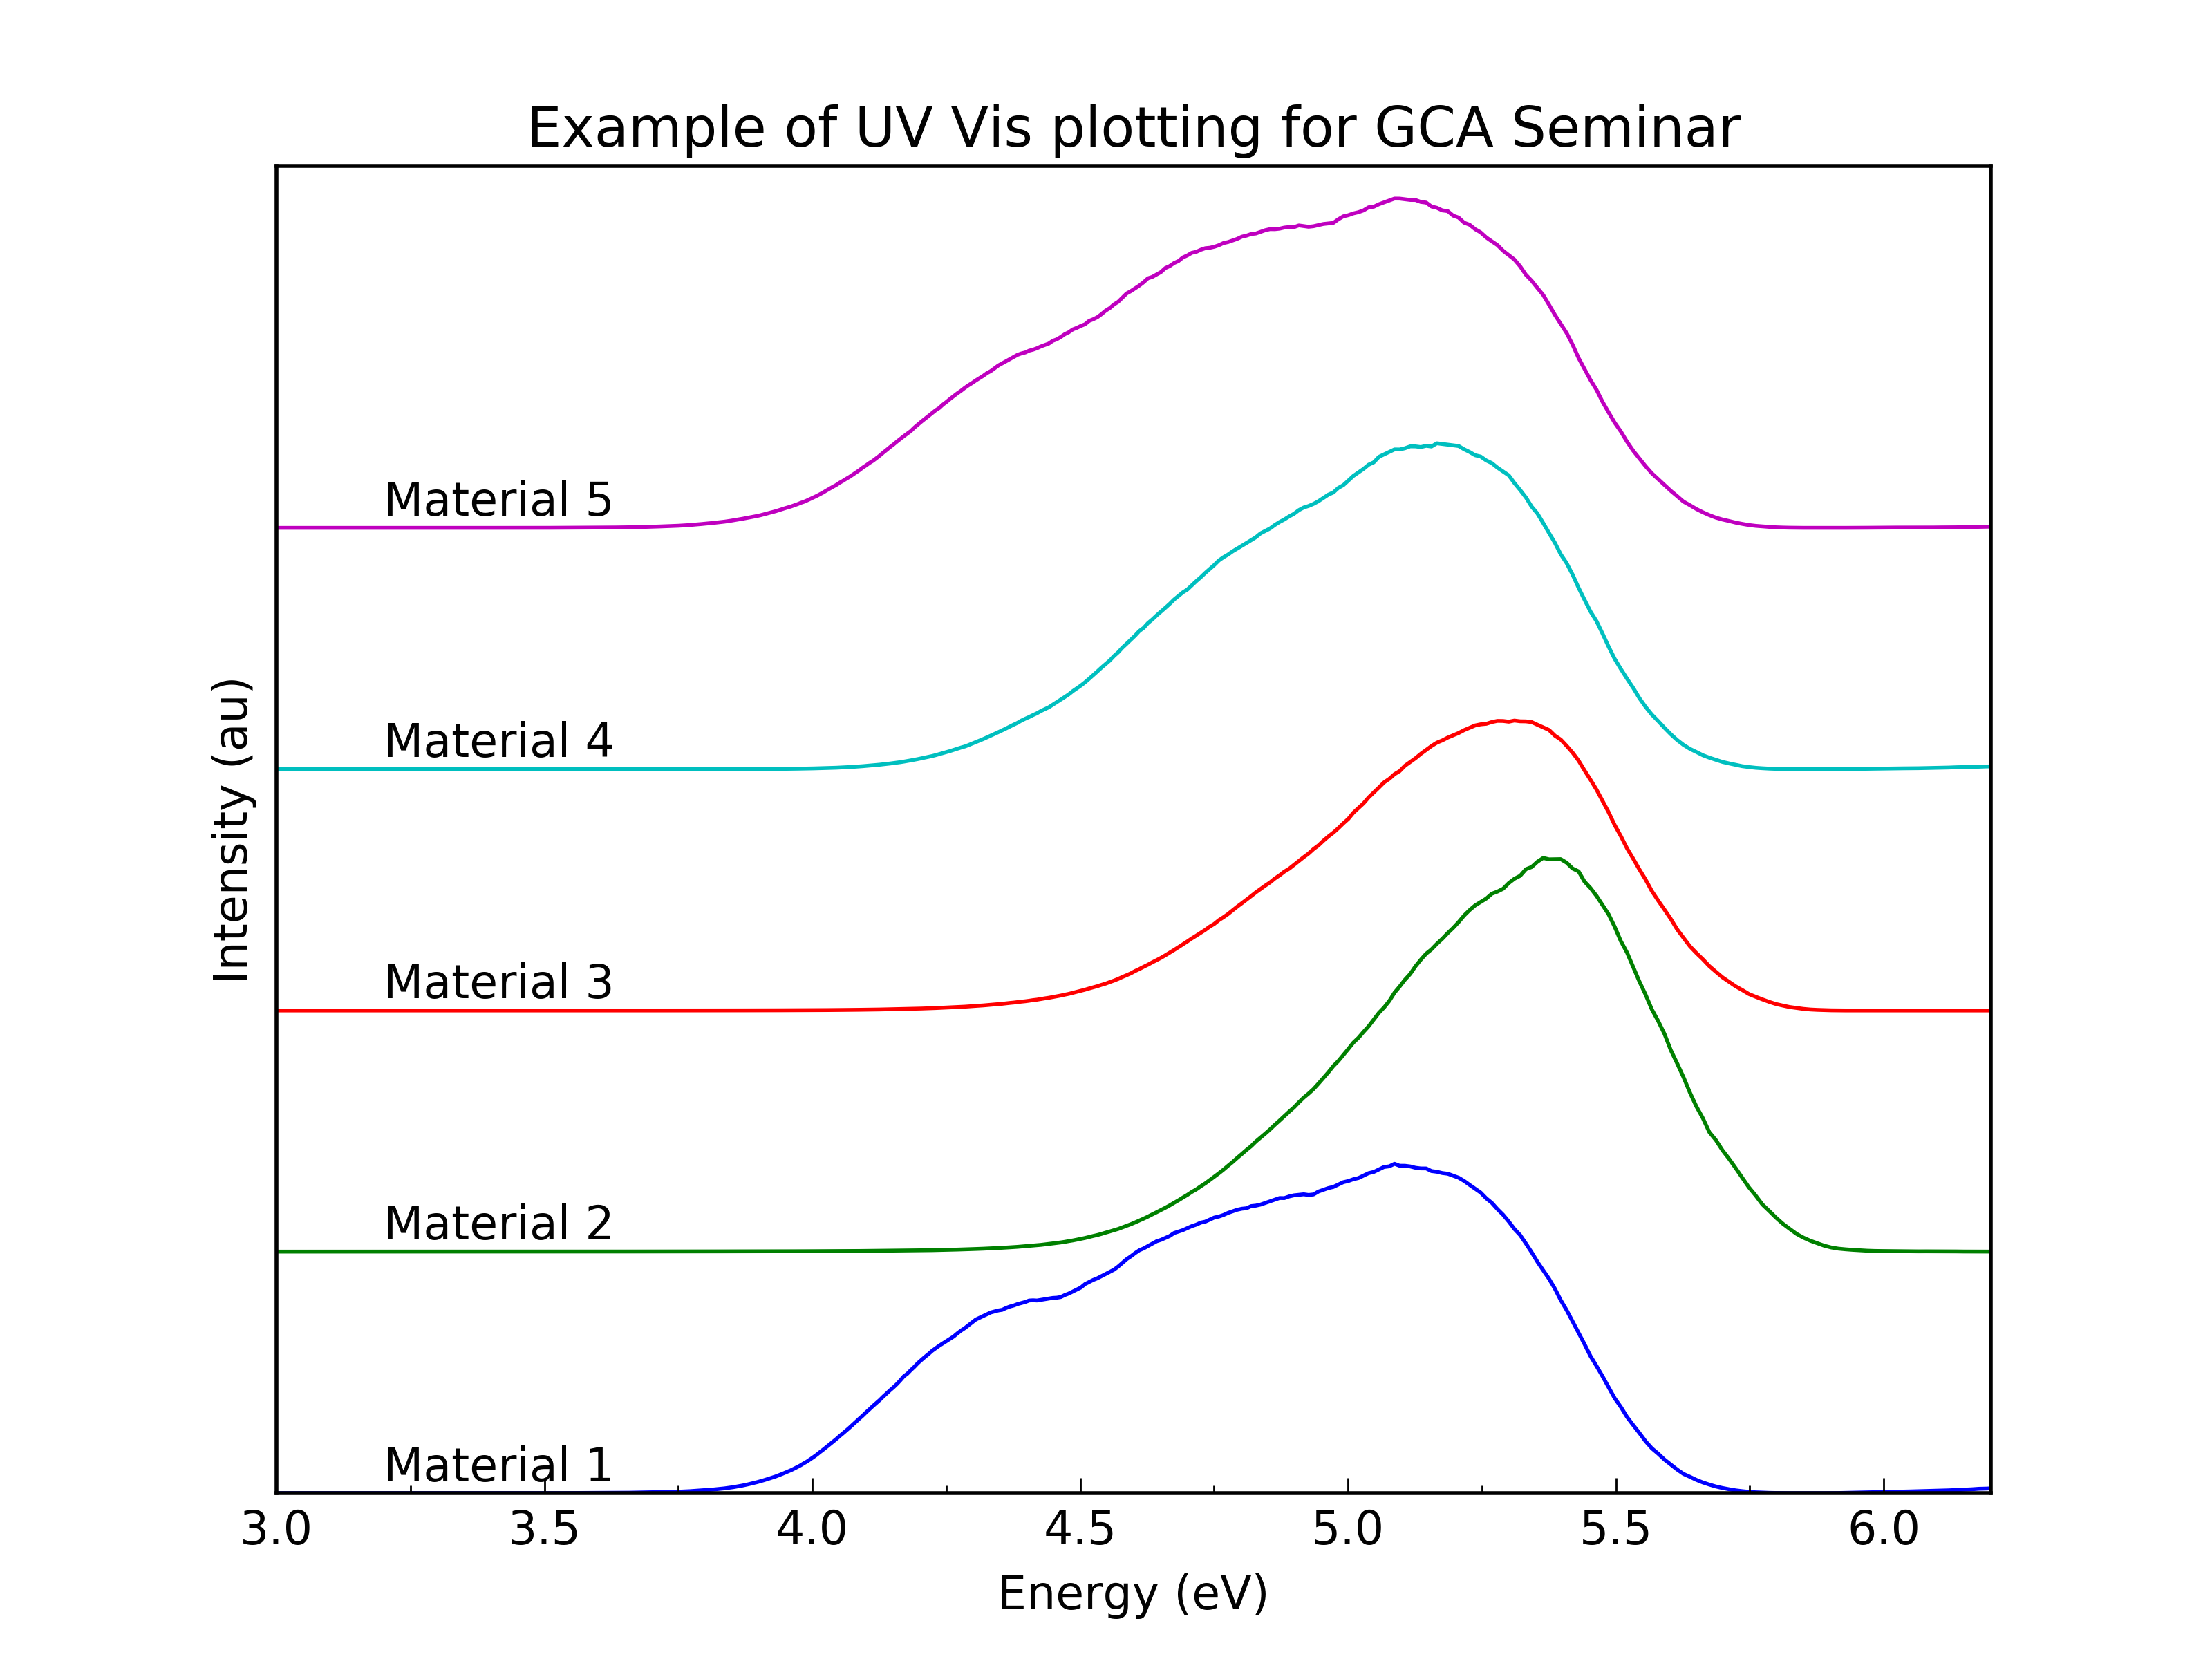 Example of UV Vis plotting for GCA Seminar
Material 5
Material 4
Material 3
Material 2
Material 1
Intensity (au)
3.0 3.5 4.0 4.5 5.0 5.5 6.0
Energy (eV)